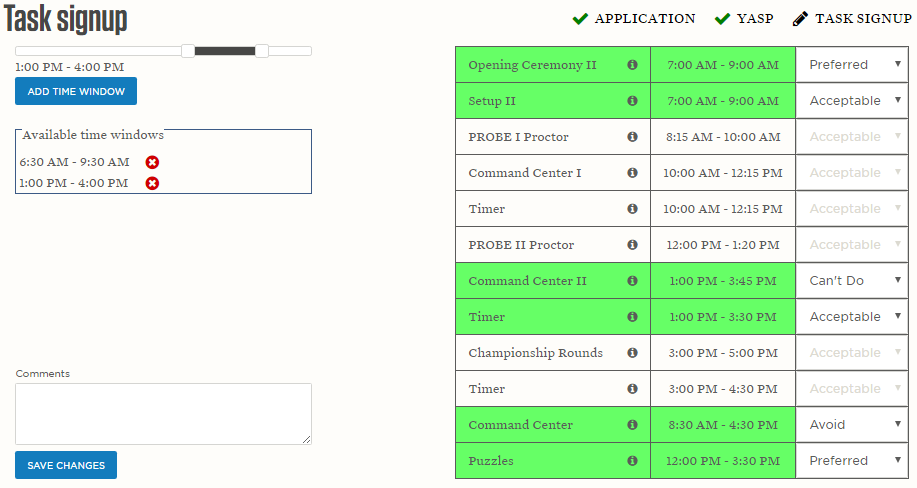 Task signup
APPLICATION YASP TASK SIGNUP
1:00 PM - 4:00 PM
ADD TIME WINDOW
Available time windows
6:30 AM - 9:30 AM
1:00 PM - 4:00 PM
Comments
SAVE CHANGES
Opening Ceremony II 7:00 AM - 9:00 AM Preferred
Setup II 7:00 AM - 9:00 AM Acceptable
PROBE I Proctor 8:15 AM - 10:00 AM Acceptable
Command Center I 10:00 AM - 12:15 PM Acceptable
Timer 10:00 AM - 12:15 PM Acceptable
PROBE II Proctor 12:00 PM - 1:20 PM Acceptable
Command Center II 1:00 PM - 3:45 PM Can't Do
Timer 1:00 PM - 3:30 PM Acceptable
Championship Rounds 3:00 PM - 5:00 PM Acceptable
Timer 3:00 PM - 4:30 PM Acceptable
Command Center 8:30 AM - 4:30 PM Avoid
Puzzles 12:00 PM - 3:30 PM Preferred